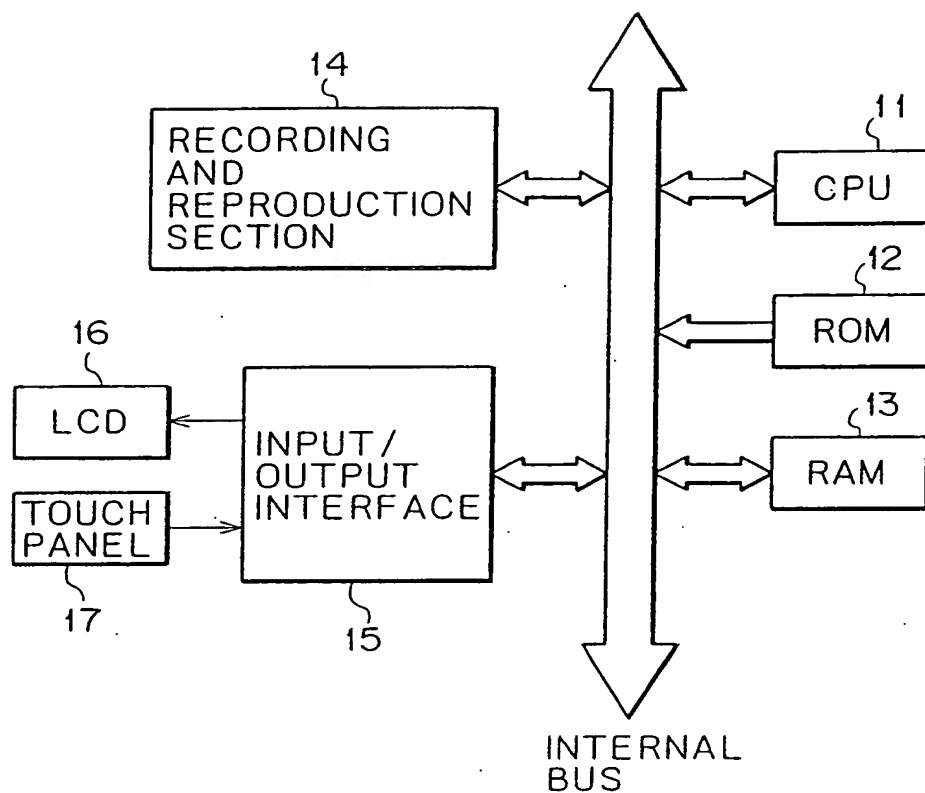 14
RECORDING
AND
REPRODUCTION
SECTION
11
CPU
12
ROM
16
LCD
13
RAM
INPUT/
OUTPUT
INTERFACE
TOUCH
PANEL
17
15
INTERNAL
BUS